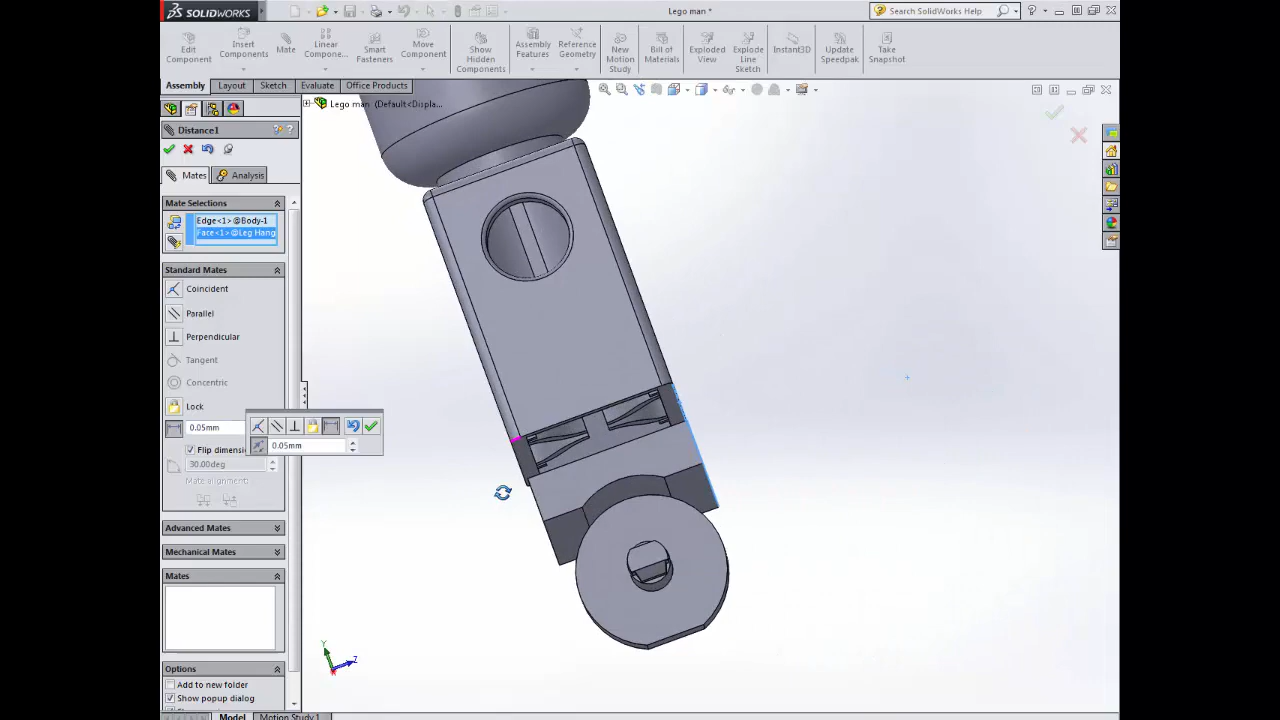 SOLIDWORKS
Lego man *
Search SolidWorks Help
Edit Component
Insert Components
Mate
Linear Compone...
Smart Fasteners
Move Component
Show Hidden Components
Assembly Features
Reference Geometry
New Motion Study
Bill of Materials
Exploded View
Explode Line Sketch
Instant3D
Update Speedpak
Take Snapshot
Assembly Layout Sketch Evaluate Office Products
Lego man (Default<Displa...
Distance1
Mates Analysis
Mate Selections
Edge<1>@Body-1
Face<1>@Leg Hang
Standard Mates
Coincident
Parallel
Perpendicular
Tangent
Concentric
Lock
0.05mm
0.05mm
Flip dimensi
30.00deg
Mate alignment:
Advanced Mates
Mechanical Mates
Mates
Options
Add to new folder
Show popup dialog
Y
Z
Model Motion Study 1